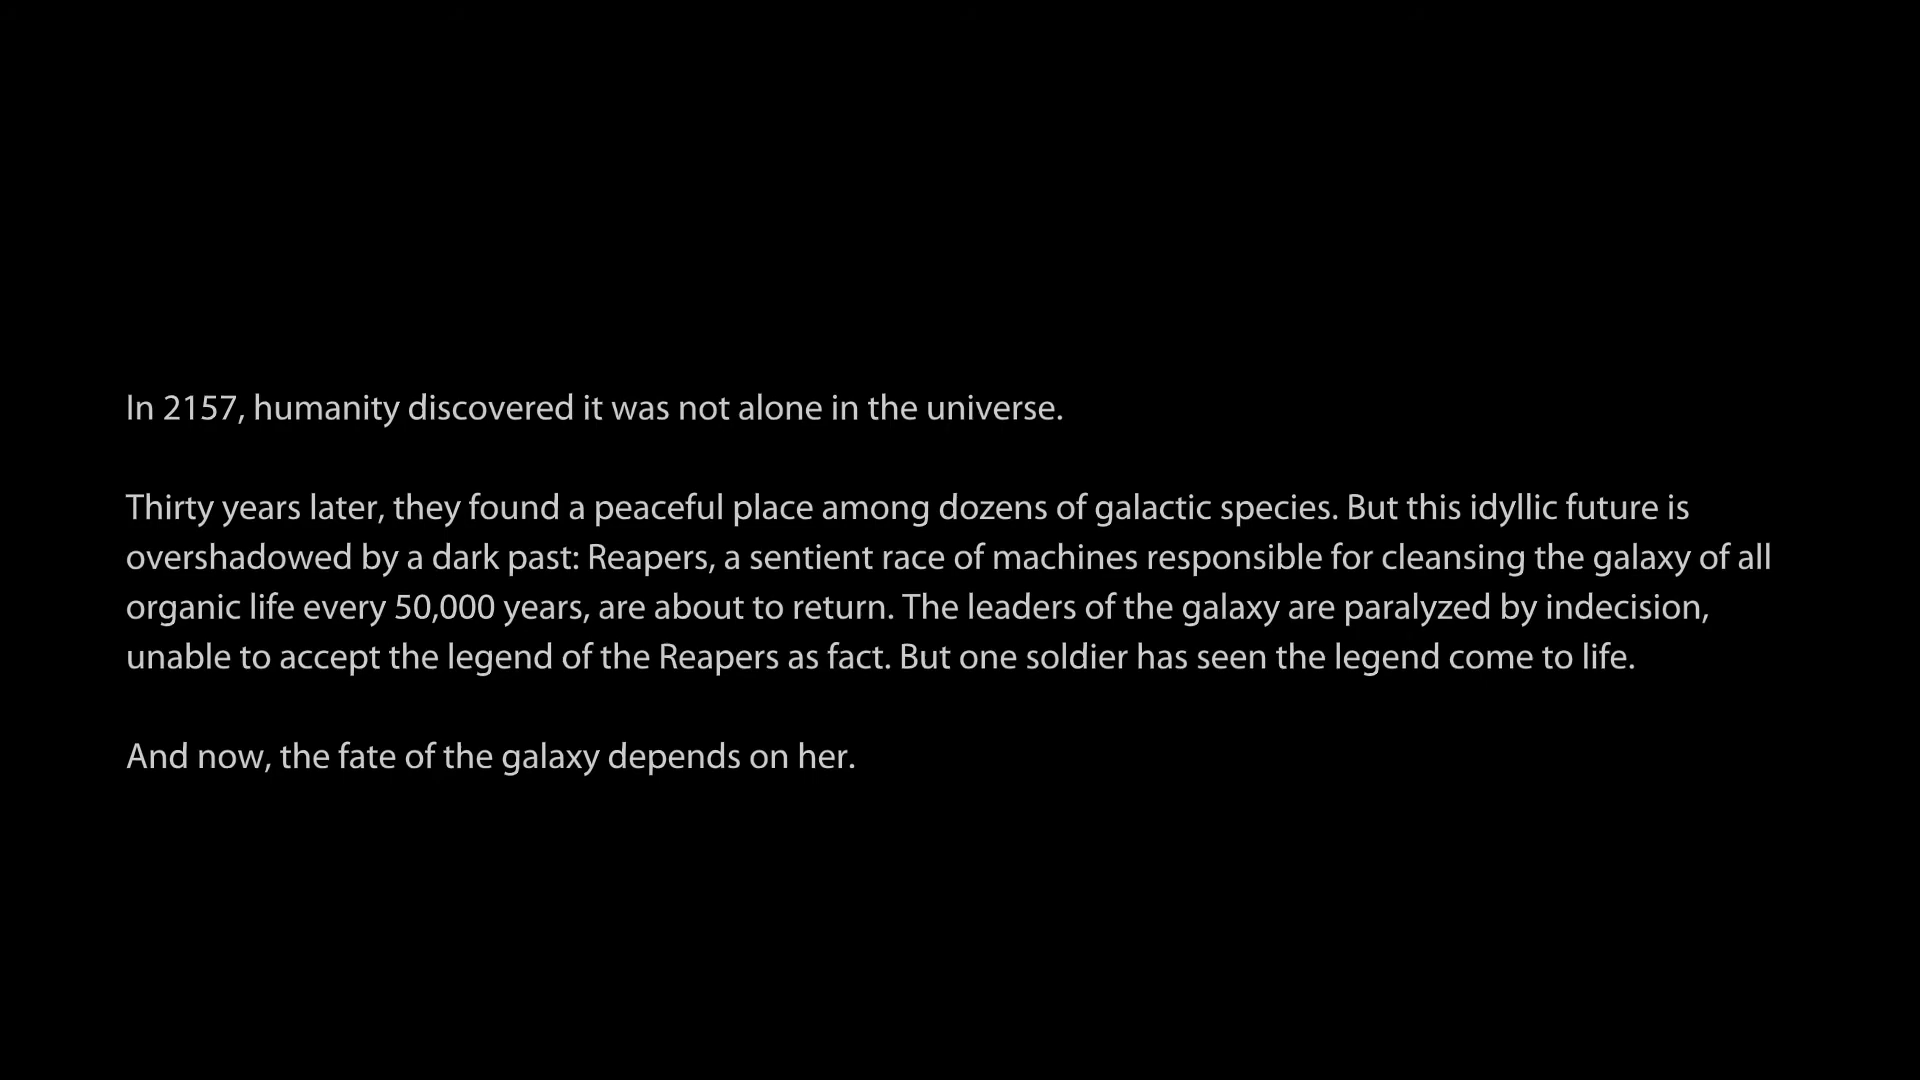 In 2157, humanity discovered it was not alone in the universe.
Thirty years later, they found a peaceful place among dozens of galactic species. But this idyllic future is
overshadowed by a dark past: Reapers, a sentient race of machines responsible for cleansing the galaxy of all
organic life every 50,000 years, are about to return. The leaders of the galaxy are paralyzed by indecision,
unable to accept the legend of the Reapers as fact. But one soldier has seen the legend come to life.
And now, the fate of the galaxy depends on her.